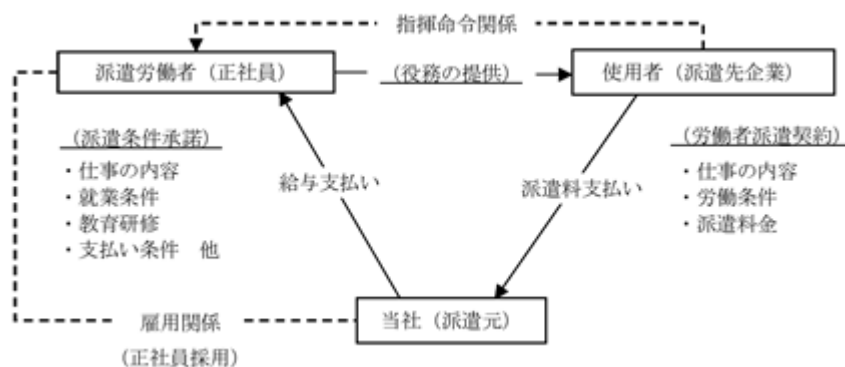 指揮命令関係
派遣労働者（正社員）
(役務の提供)
使用者（派遣先企業）
(派遣条件承諾)
・仕事の内容
・就業条件
・教育研修
・支払い条件　他
給与支払い
派遣料支払い
(労働者派遣契約)
・仕事の内容
・労働条件
・派遣料金
当社（派遣元）
雇用関係
(正社員採用)